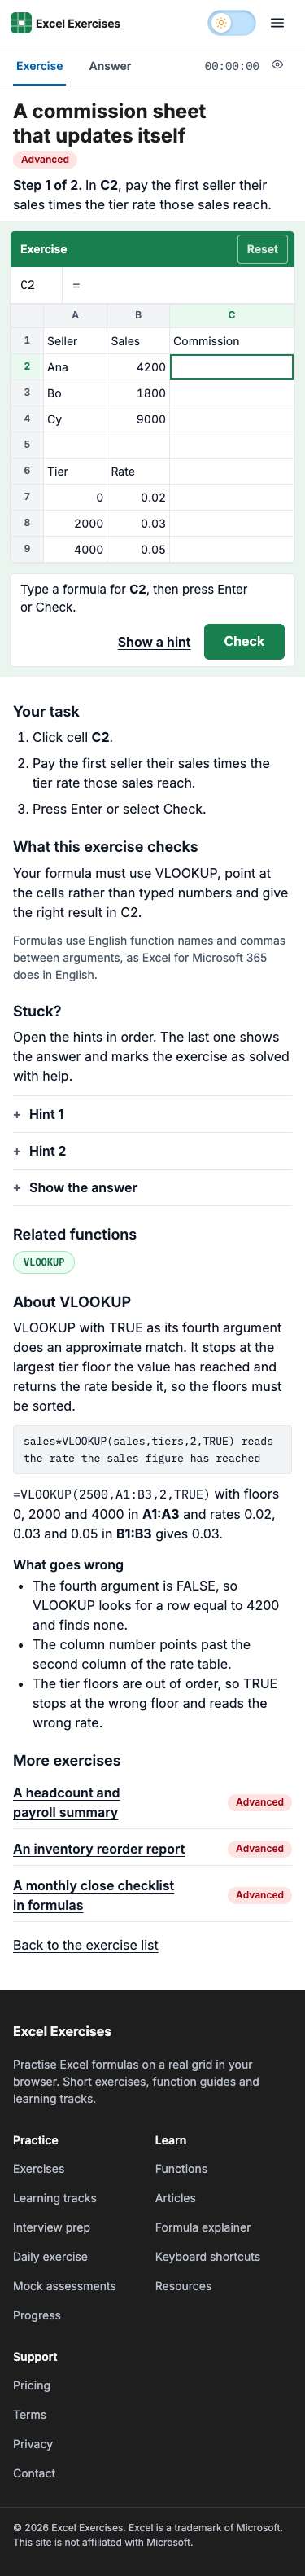 Excel Exercises
Exercise Answer 00:00:00
A commission sheet
that updates itself
Advanced
Step 1 of 2. In C2, pay the first seller their
sales times the tier rate those sales reach.
Exercise Reset
C2 =
A B C
1 Seller Sales Commission
2 Ana 4200
3 Bo 1800
4 Cy 9000
5
6 Tier Rate
7 0 0.02
8 2000 0.03
9 4000 0.05
Type a formula for C2, then press Enter
or Check.
Show a hint Check
Your task
1. Click cell C2.
2. Pay the first seller their sales times the
tier rate those sales reach.
3. Press Enter or select Check.
What this exercise checks
Your formula must use VLOOKUP, point at
the cells rather than typed numbers and give
the right result in C2.
Formulas use English function names and commas
between arguments, as Excel for Microsoft 365
does in English.
Stuck?
Open the hints in order. The last one shows
the answer and marks the exercise as solved
with help.
+ Hint 1
+ Hint 2
+ Show the answer
Related functions
VLOOKUP
About VLOOKUP
VLOOKUP with TRUE as its fourth argument
does an approximate match. It stops at the
largest tier floor the value has reached and
returns the rate beside it, so the floors must
be sorted.
sales*VLOOKUP(sales,tiers,2,TRUE) reads
the rate the sales figure has reached
=VLOOKUP(2500,A1:B3,2,TRUE) with floors
0, 2000 and 4000 in A1:A3 and rates 0.02,
0.03 and 0.05 in B1:B3 gives 0.03.
What goes wrong
• The fourth argument is FALSE, so
VLOOKUP looks for a row equal to 4200
and finds none.
• The column number points past the
second column of the rate table.
• The tier floors are out of order, so TRUE
stops at the wrong floor and reads the
wrong rate.
More exercises
A headcount and
payroll summary Advanced
An inventory reorder report Advanced
A monthly close checklist
in formulas Advanced
Back to the exercise list
Excel Exercises
Practise Excel formulas on a real grid in your
browser. Short exercises, function guides and
learning tracks.
Practice Learn
Exercises Functions
Learning tracks Articles
Interview prep Formula explainer
Daily exercise Keyboard shortcuts
Mock assessments Resources
Progress
Support
Pricing
Terms
Privacy
Contact
© 2026 Excel Exercises. Excel is a trademark of Microsoft.
This site is not affiliated with Microsoft.